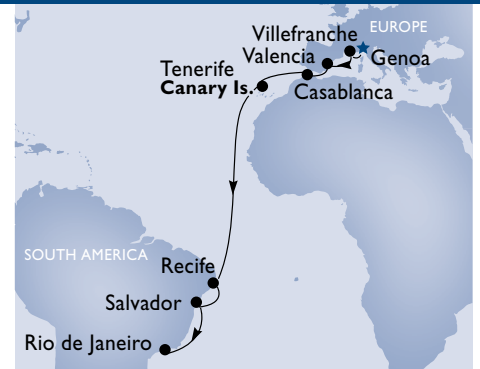 EUROPE
Villefranche
Valencia
Genoa
Tenerife
Canary Is.
Casablanca
SOUTH AMERICA
Recife
Salvador
Rio de Janeiro